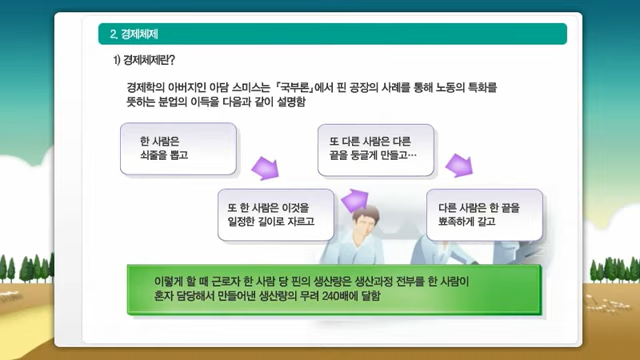 2. 경제체제
1) 경제체제란?
경제학의 아버지인 아담 스미스는 「국부론」에서 핀 공장의 사례를 통해 노동의 특화를
뜻하는 분업의 이득을 다음과 같이 설명함
한 사람은
쇠줄을 뽑고
또 한 사람은 이것을
일정한 길이로 자르고
또 다른 사람은 다른
끝을 둥글게 만들고…
다른 사람은 한 끝을
뾰족하게 갈고
이렇게 할 때 근로자 한 사람 당 핀의 생산량은 생산과정 전부를 한 사람이
혼자 담당해서 만들어낸 생산량의 무려 240배에 달함